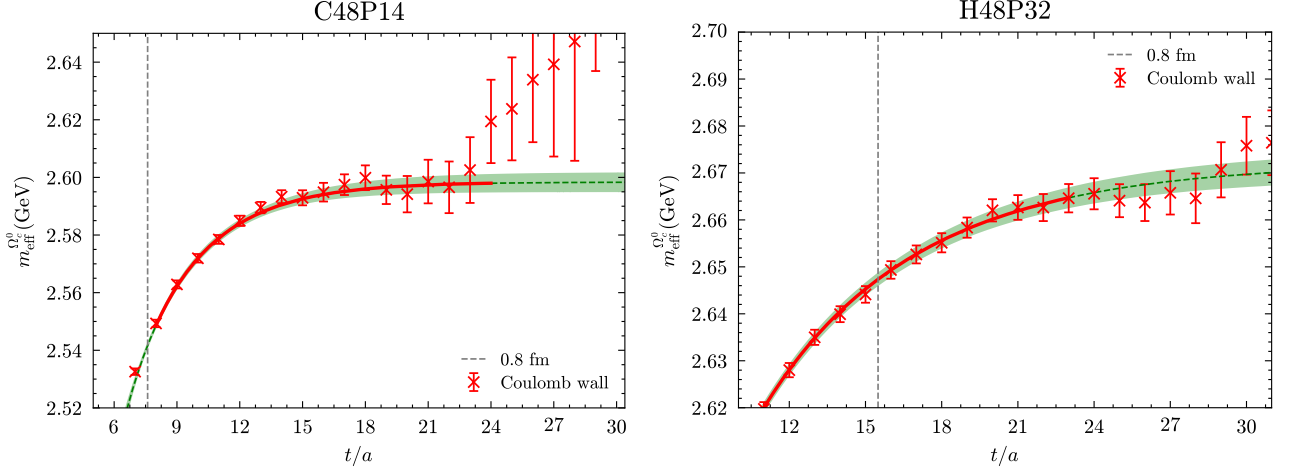 C48P14
2.64
2.62
2.60
2.58
2.56
2.54
2.52
m_eff^{Ω_c^0}(GeV)
0.8 fm
Coulomb wall
6 9 12 15 18 21 24 27 30
t/a
H48P32
2.70
2.69
2.68
2.67
2.66
2.65
2.64
2.63
2.62
m_eff^{Ω_c^0}(GeV)
0.8 fm
Coulomb wall
12 15 18 21 24 27 30
t/a